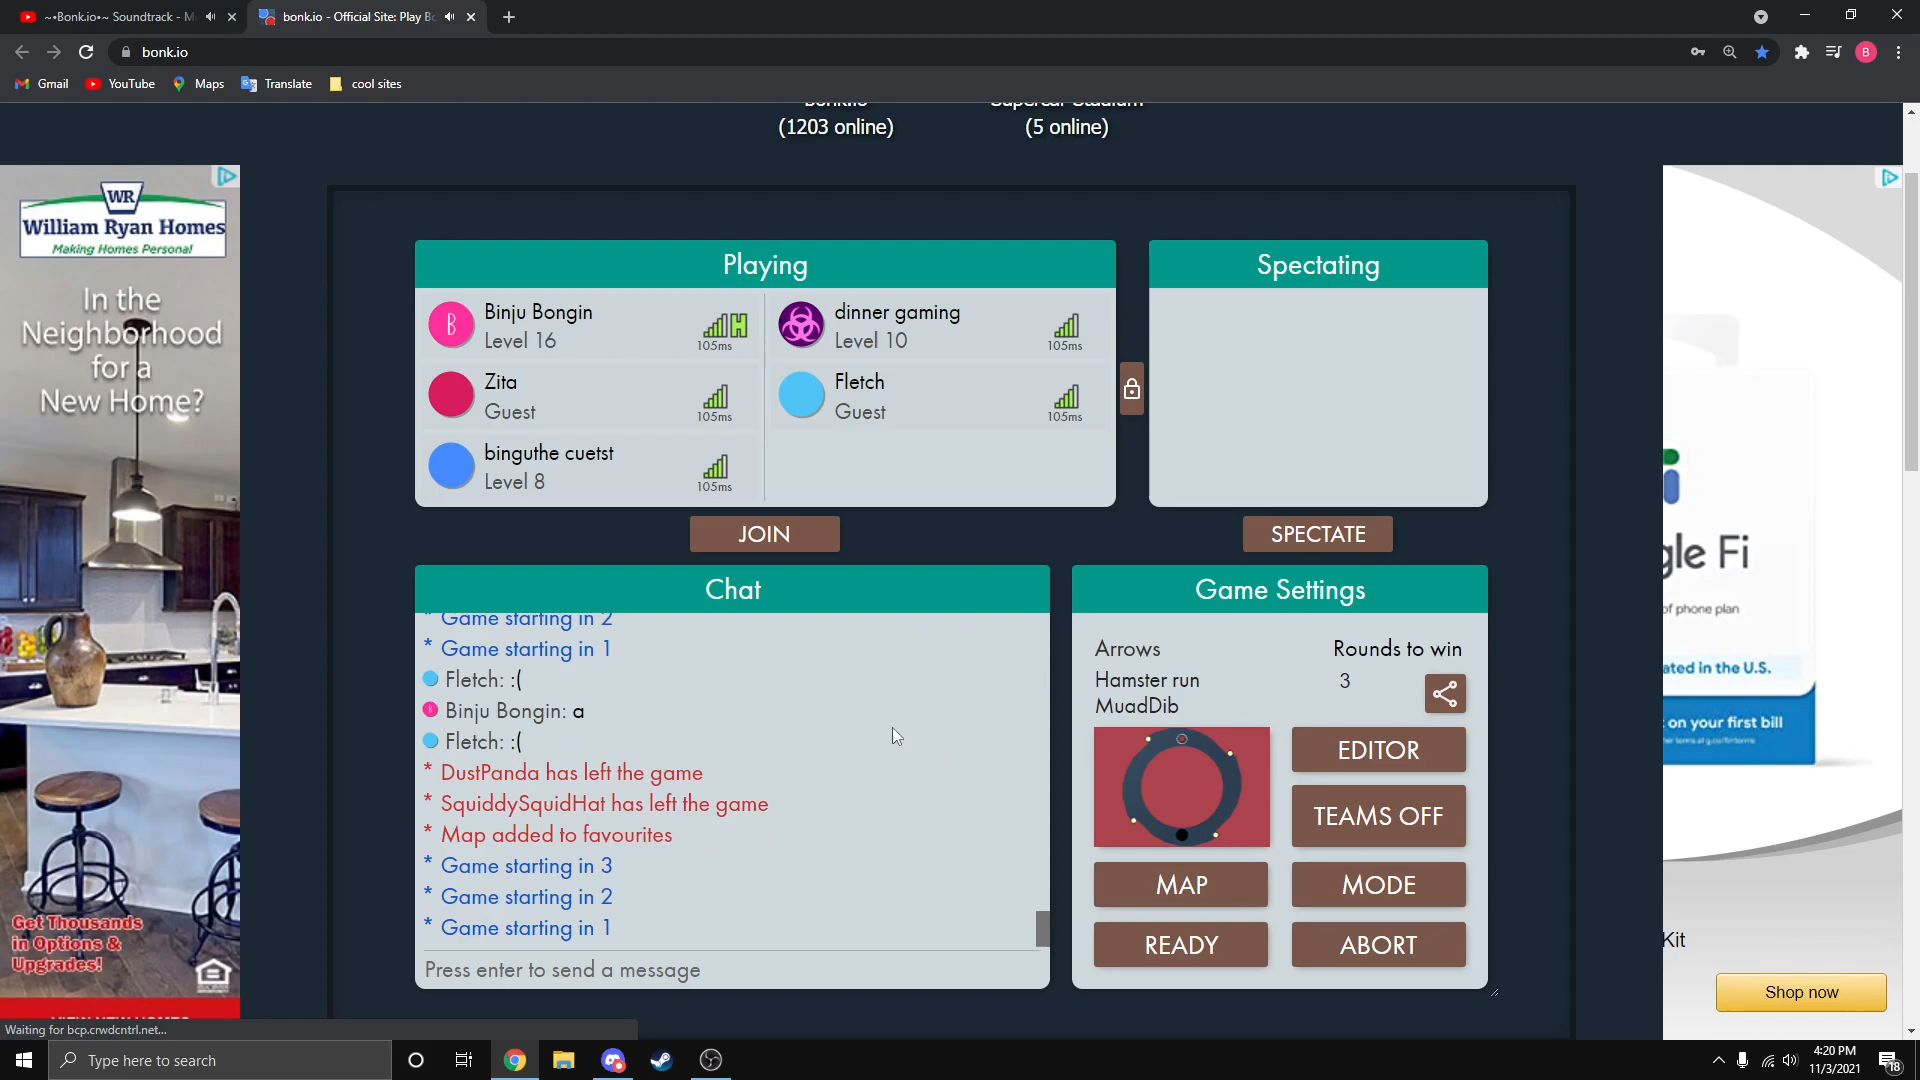 ~•Bonk.io•~ Soundtrack - M
bonk.io - Official Site: Play B
bonk.io
B
Gmail
YouTube
Maps
Translate
cool sites
(1203 online)
(5 online)
WR
William Ryan Homes
Making Homes Personal
In the
Neighborhood
for a
New Home?
Get Thousands
in Options &
Upgrades!
Playing
B
Binju Bongin
Level 16
H
105ms
dinner gaming
Level 10
105ms
Zita
Guest
105ms
Fletch
Guest
105ms
binguthe cuetst
Level 8
105ms
Spectating
JOIN
SPECTATE
Chat
* Game starting in 2
* Game starting in 1
Fletch: :(
Binju Bongin: a
Fletch: :(
* DustPanda has left the game
* SquiddySquidHat has left the game
* Map added to favourites
* Game starting in 3
* Game starting in 2
* Game starting in 1
Press enter to send a message
Game Settings
Arrows
Rounds to win
Hamster run
3
MuadDib
EDITOR
TEAMS OFF
MAP
MODE
READY
ABORT
gle Fi
of phone plan
ated in the U.S.
on your first bill
Kit
Shop now
Waiting for bcp.crwdcntrl.net...
Type here to search
4:20 PM
11/3/2021
18